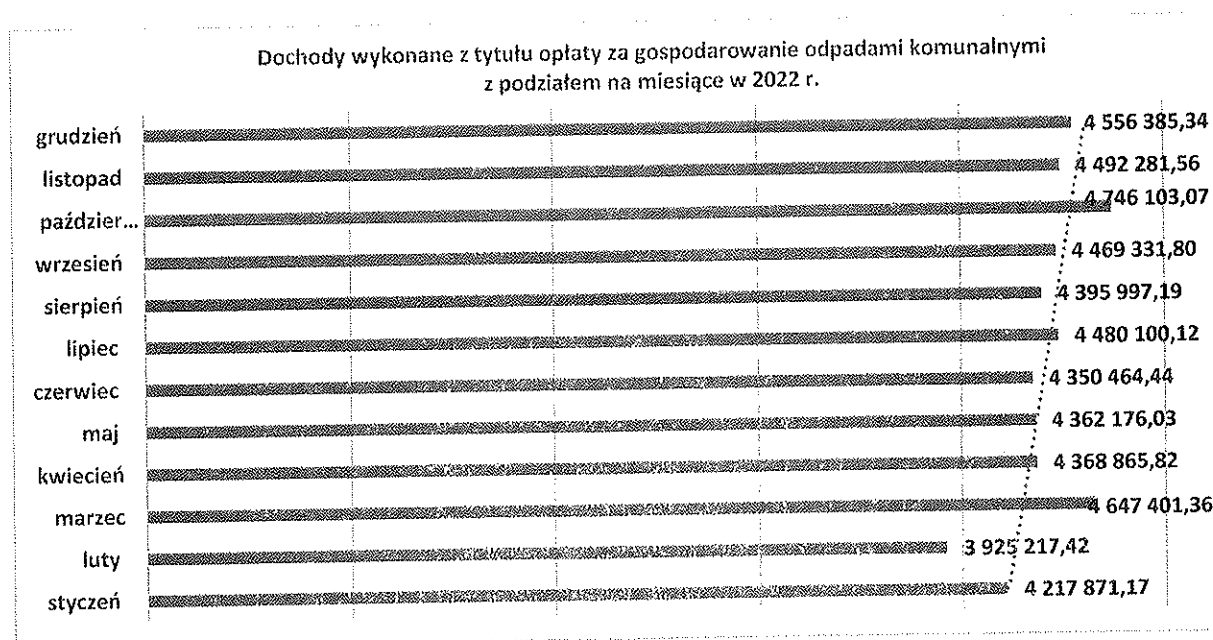 Dochody wykonane z tytułu opłaty za gospodarowanie odpadami komunalnymi
z podziałem na miesiące w 2022 r.
grudzień 4 556 385,34
listopad 4 492 281,56
paździer... 4 746 103,07
wrzesień 4 469 331,80
sierpień 4 395 997,19
lipiec 4 480 100,12
czerwiec 4 350 464,44
maj 4 362 176,03
kwiecień 4 368 865,82
marzec 4 647 401,36
luty 3 925 217,42
styczeń 4 217 871,17